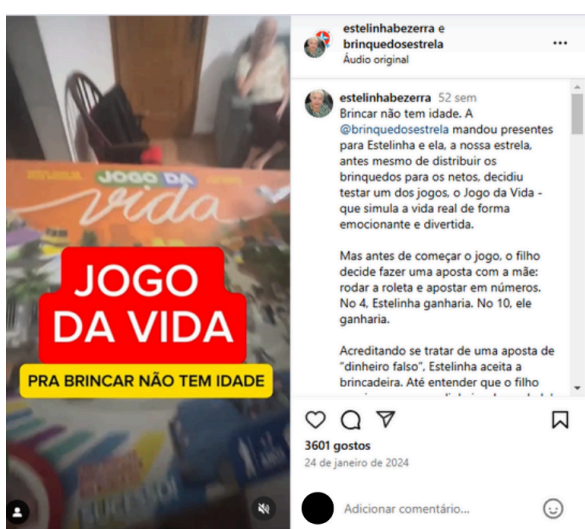 JOGO DA
vida
JOGO
DA VIDA
PRA BRINCAR NÃO TEM IDADE
SUCESSO!
estelinhabezerra e
brinquedosestrela
Áudio original
estelinhabezerra 52 sem
Brincar não tem idade. A
@brinquedosestrela mandou presentes
para Estelinha e ela, a nossa estrela,
antes mesmo de distribuir os
brinquedos para os netos, decidiu
testar um dos jogos, o Jogo da Vida -
que simula a vida real de forma
emocionante e divertida.
Mas antes de começar o jogo, o filho
decide fazer uma aposta com a mãe:
rodar a roleta e apostar em números.
No 4, Estelinha ganharia. No 10, ele
ganharia.
Acreditando se tratar de uma aposta de
"dinheiro falso", Estelinha aceita a
brincadeira. Até entender que o filho
3601 gostos
24 de janeiro de 2024
Adicionar comentário...